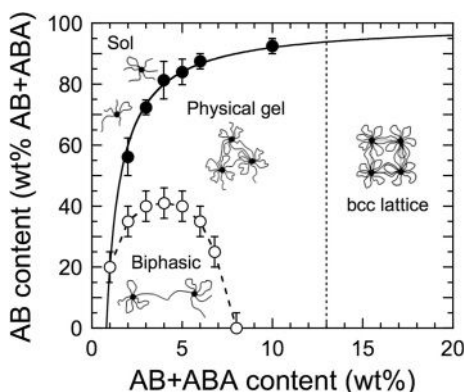 100
80
60
40
20
0
AB content (wt% AB+ABA)
Sol
Physical gel
Biphasic
bcc lattice
0 5 10 15 20
AB+ABA content (wt%)